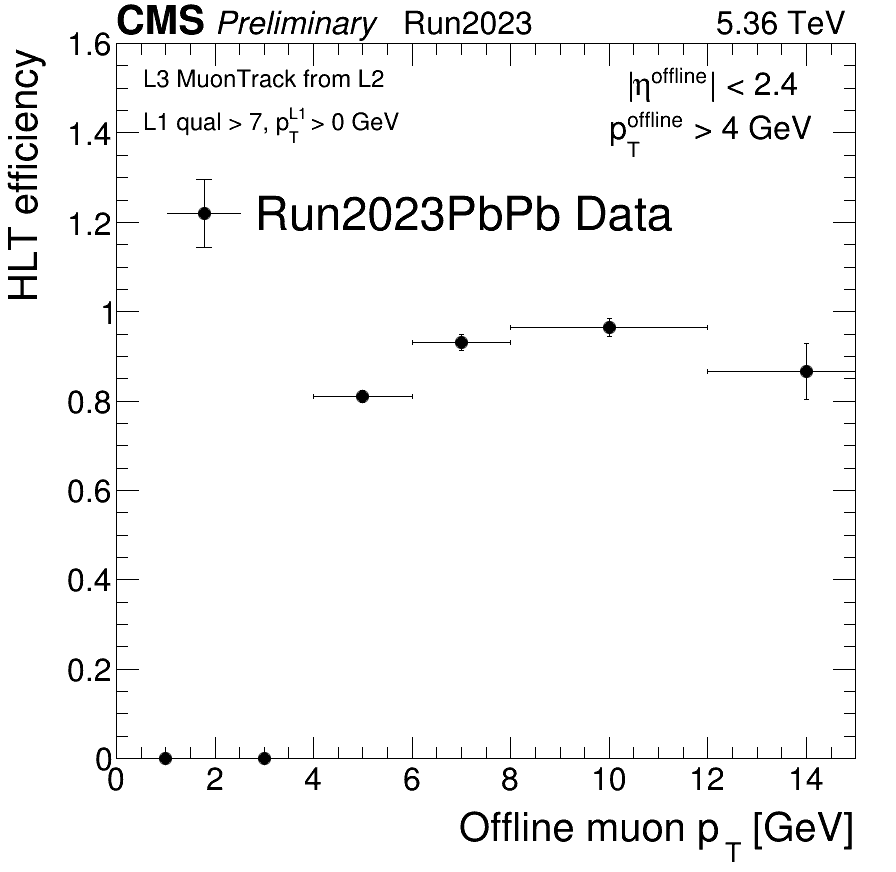 CMS Preliminary Run2023 5.36 TeV
L3 MuonTrack from L2
L1 qual > 7, p_T^L1 > 0 GeV
|η^offline| < 2.4
p_T^offline > 4 GeV
Run2023PbPb Data
HLT efficiency
1.6
1.4
1.2
1
0.8
0.6
0.4
0.2
0
0 2 4 6 8 10 12 14
Offline muon p_T [GeV]